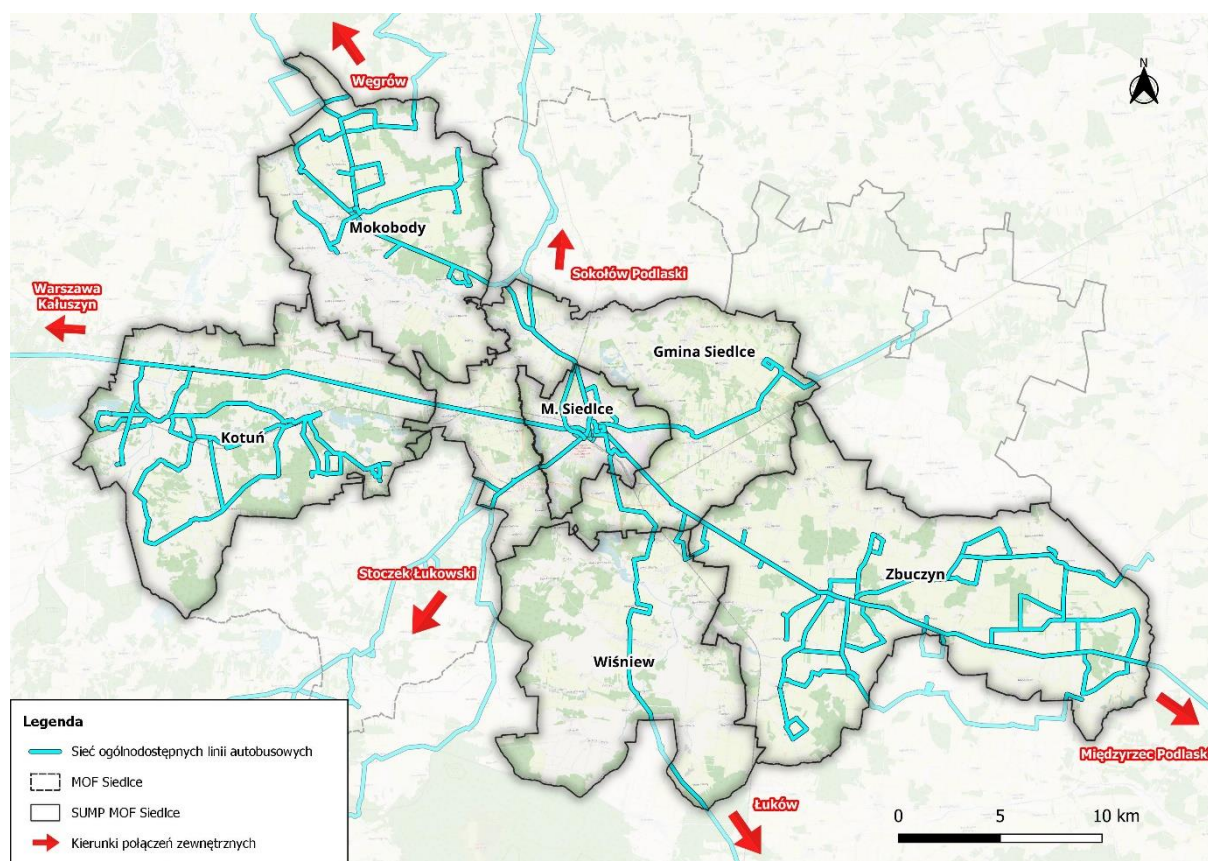 Węgrów
N
Mokobody
Sokołów Podlaski
Warszawa
Kałuszyn
Gmina Siedlce
M. Siedlce
Kotuń
Stoczek Łukowski
Zbuczyn
Wiśniew
Międzyrzec Podlaski
Łuków
Legenda
Sieć ogólnodostępnych linii autobusowych
MOF Siedlce
SUMP MOF Siedlce
Kierunki połączeń zewnętrznych
0 5 10 km